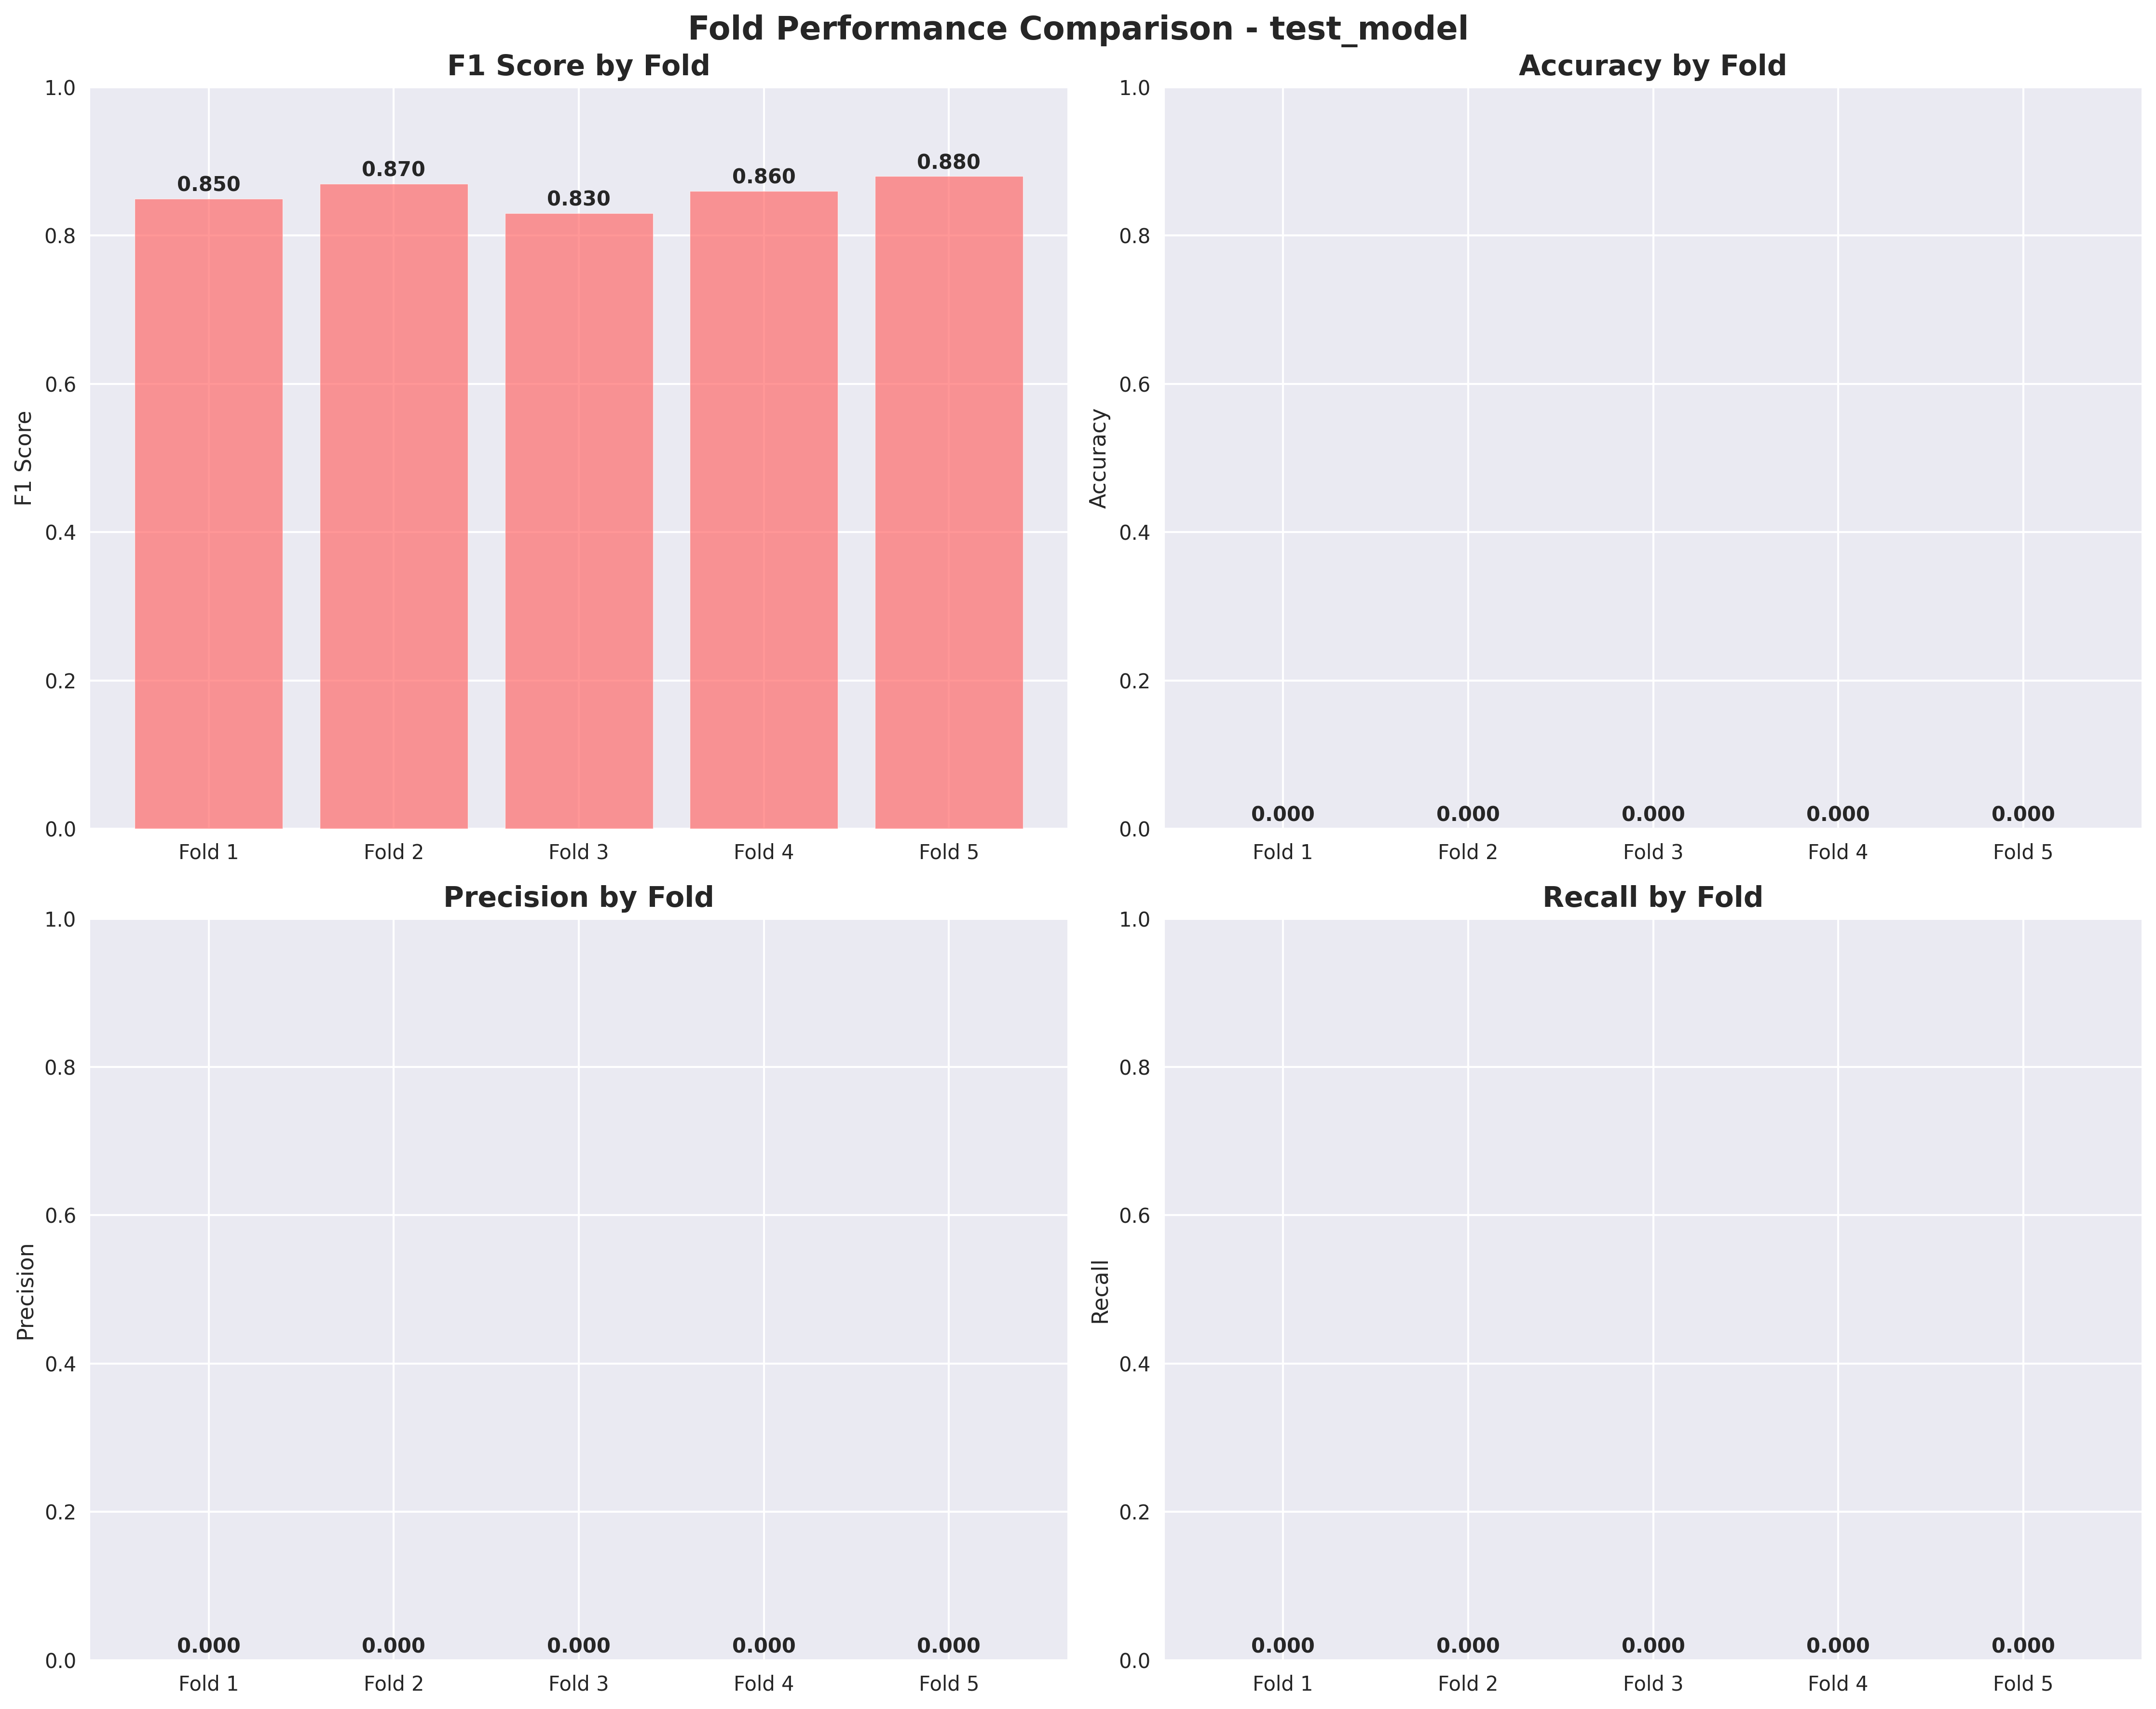 Fold Performance Comparison - test_model
F1 Score by Fold
1.0
0.8
0.6
0.4
0.2
0.0
F1 Score
0.850
0.870
0.830
0.860
0.880
Fold 1
Fold 2
Fold 3
Fold 4
Fold 5
Accuracy by Fold
1.0
0.8
0.6
0.4
0.2
0.0
Accuracy
0.000
0.000
0.000
0.000
0.000
Fold 1
Fold 2
Fold 3
Fold 4
Fold 5
Precision by Fold
1.0
0.8
0.6
0.4
0.2
0.0
Precision
0.000
0.000
0.000
0.000
0.000
Fold 1
Fold 2
Fold 3
Fold 4
Fold 5
Recall by Fold
1.0
0.8
0.6
0.4
0.2
0.0
Recall
0.000
0.000
0.000
0.000
0.000
Fold 1
Fold 2
Fold 3
Fold 4
Fold 5